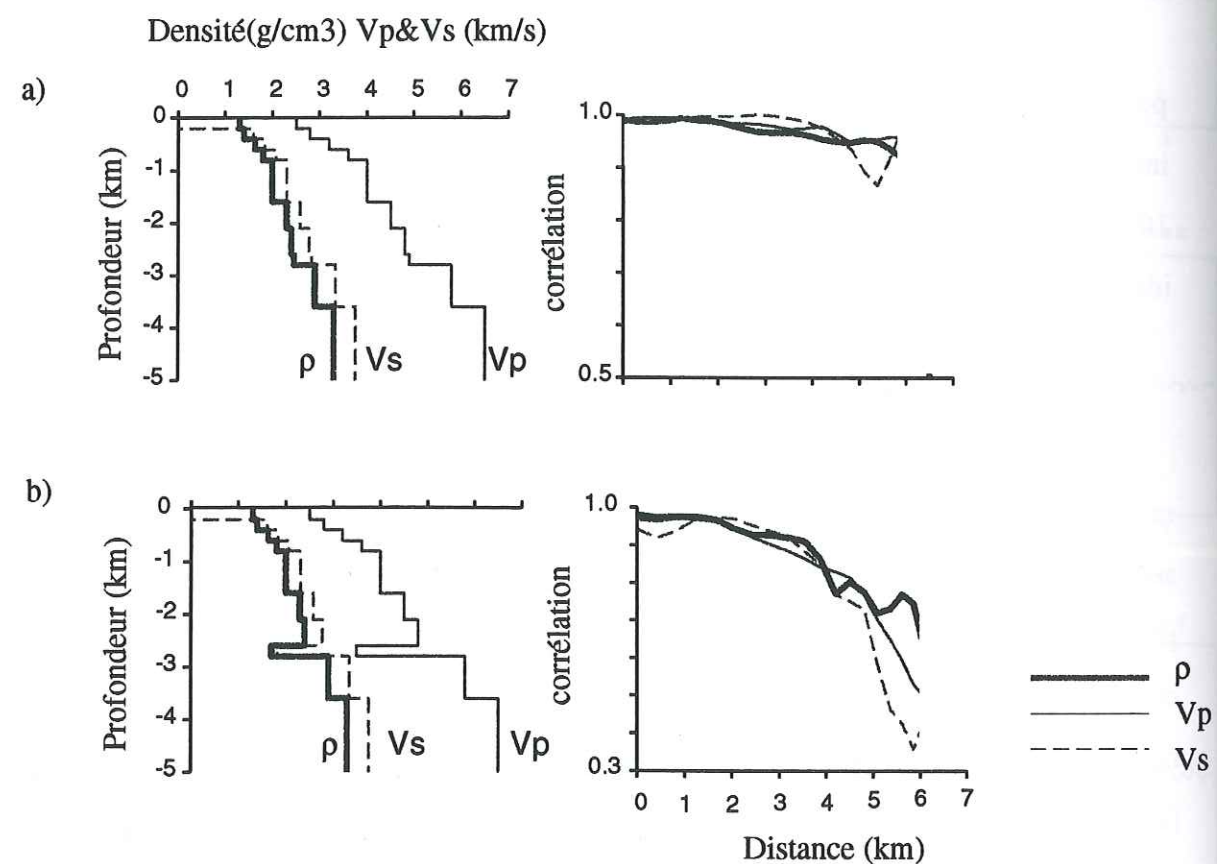 Densité(g/cm3) Vp&Vs (km/s)
a)
0 1 2 3 4 5 6 7
Profondeur (km)
0
-1
-2
-3
-4
-5
ρ Vs Vp
corrélation
1.0
0.5
b)
Profondeur (km)
0
-1
-2
-3
-4
-5
ρ Vs Vp
corrélation
1.0
0.3
0 1 2 3 4 5 6 7
Distance (km)
ρ
Vp
Vs